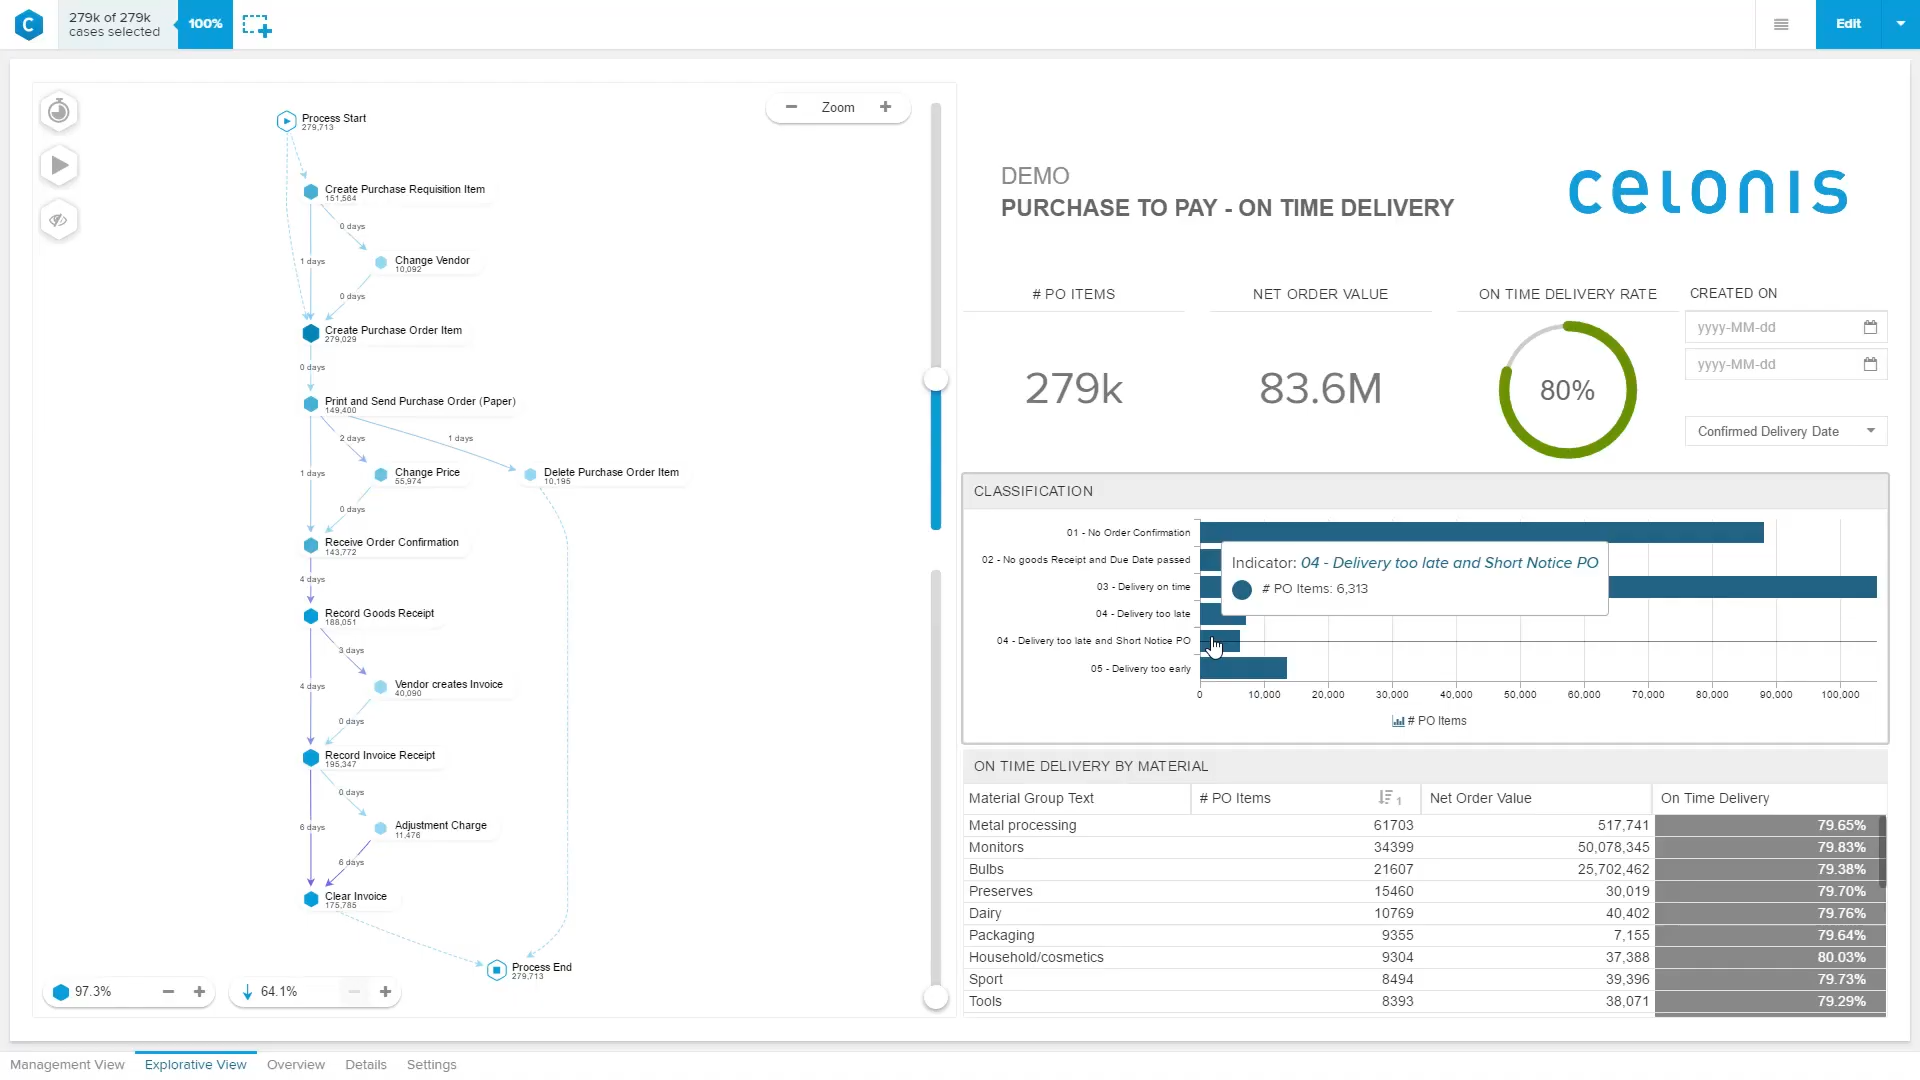 C
279k of 279k
cases selected
100%
Edit
Zoom
Process Start
279,713
Create Purchase Requisition Item
151,564
0 days
Change Vendor
10,092
1 days
0 days
Create Purchase Order Item
279,029
0 days
Print and Send Purchase Order (Paper)
149,400
2 days
1 days
1 days
Change Price
55,974
Delete Purchase Order Item
10,195
0 days
Receive Order Confirmation
143,772
4 days
Record Goods Receipt
188,051
3 days
4 days
Vendor creates Invoice
40,090
0 days
Record Invoice Receipt
195,347
0 days
6 days
Adjustment Charge
11,476
6 days
Clear Invoice
175,785
Process End
279,713
97.3%
64.1%
DEMO
PURCHASE TO PAY - ON TIME DELIVERY
celonis
# PO ITEMS
279k
NET ORDER VALUE
83.6M
ON TIME DELIVERY RATE
80%
CREATED ON
yyyy-MM-dd
yyyy-MM-dd
Confirmed Delivery Date
CLASSIFICATION
01 - No Order Confirmation
02 - No goods Receipt and Due Date passed
03 - Delivery on time
04 - Delivery too late
04 - Delivery too late and Short Notice PO
05 - Delivery too early
Indicator: 04 - Delivery too late and Short Notice PO
# PO Items: 6,313
0 10,000 20,000 30,000 40,000 50,000 60,000 70,000 80,000 90,000 100,000
# PO Items
ON TIME DELIVERY BY MATERIAL
Material Group Text # PO Items 1 Net Order Value On Time Delivery
Metal processing 61703 517,741 79.65%
Monitors 34399 50,078,345 79.83%
Bulbs 21607 25,702,462 79.38%
Preserves 15460 30,019 79.70%
Dairy 10769 40,402 79.76%
Packaging 9355 7,155 79.64%
Household/cosmetics 9304 37,388 80.03%
Sport 8494 39,396 79.73%
Tools 8393 38,071 79.29%
Management View Explorative View Overview Details Settings